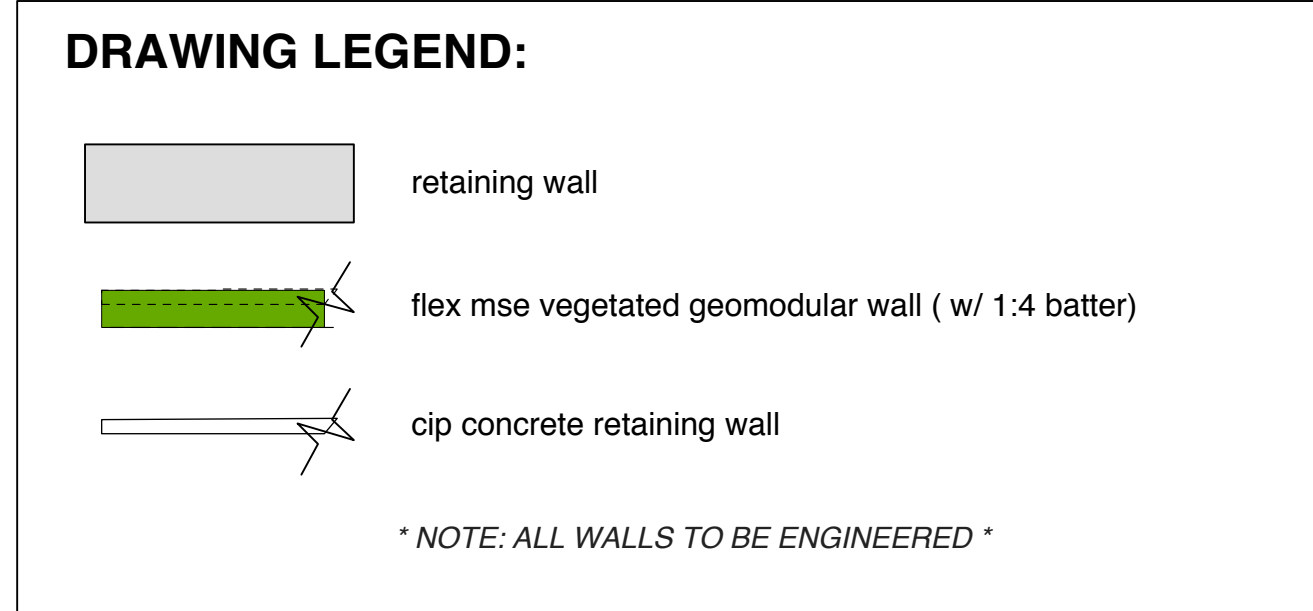 DRAWING LEGEND:
retaining wall
flex mse vegetated geomodular wall ( w/ 1:4 batter)
cip concrete retaining wall
* NOTE: ALL WALLS TO BE ENGINEERED *